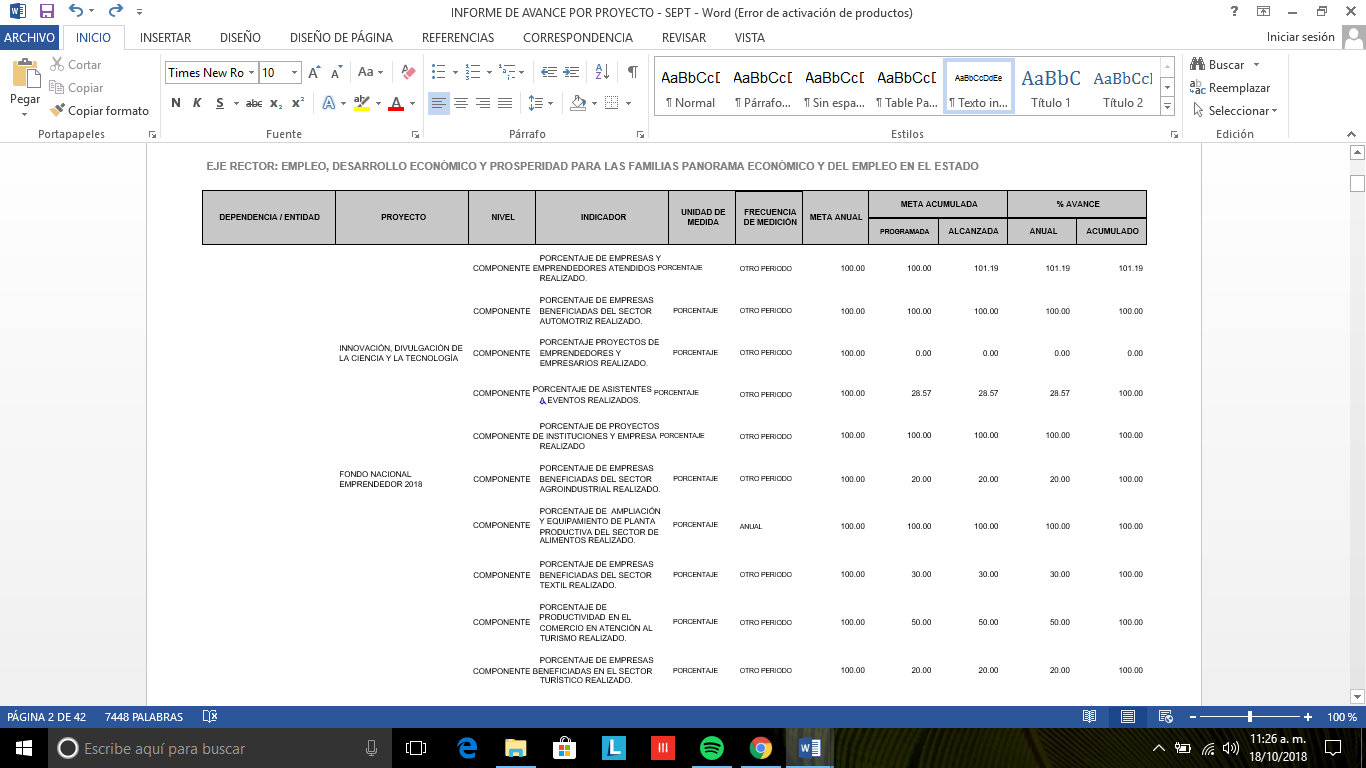 INFORME DE AVANCE POR PROYECTO - SEPT - Word (Error de activación de productos)
ARCHIVO INICIO INSERTAR DISEÑO DISEÑO DE PÁGINA REFERENCIAS CORRESPONDENCIA REVISAR VISTA Iniciar sesión
Pegar
Cortar
Copiar
Copiar formato
Times New Ro 10
N K S abc x₂ x²
AaBbCcD AaBbCcD AaBbCcD AaBbCcD AaBbCcDdEe AaBbC AaBbCcI
¶ Normal ¶ Párrafo... ¶ Sin espa... ¶ Table Pa... ¶ Texto in... Título 1 Título 2
Buscar
Reemplazar
Seleccionar
Portapapeles Fuente Párrafo Estilos Edición
EJE RECTOR: EMPLEO, DESARROLLO ECONÓMICO Y PROSPERIDAD PARA LAS FAMILIAS PANORAMA ECONÓMICO Y DEL EMPLEO EN EL ESTADO
DEPENDENCIA / ENTIDAD PROYECTO NIVEL INDICADOR UNIDAD DE MEDIDA FRECUENCIA DE MEDICIÓN META ANUAL META ACUMULADA % AVANCE
PROGRAMADA ALCANZADA ANUAL ACUMULADO
PORCENTAJE DE EMPRESAS Y
COMPONENTE EMPRENDEDORES ATENDIDOS PORCENTAJE OTRO PERIODO 100.00 100.00 101.19 101.19 101.19
REALIZADO.
PORCENTAJE DE EMPRESAS
COMPONENTE BENEFICIADAS DEL SECTOR PORCENTAJE OTRO PERIODO 100.00 100.00 100.00 100.00 100.00
AUTOMOTRIZ REALIZADO.
INNOVACIÓN, DIVULGACIÓN DE PORCENTAJE PROYECTOS DE
LA CIENCIA Y LA TECNOLOGÍA COMPONENTE EMPRENDEDORES Y PORCENTAJE OTRO PERIODO 100.00 0.00 0.00 0.00 0.00
EMPRESARIOS REALIZADO.
COMPONENTE PORCENTAJE DE ASISTENTES PORCENTAJE OTRO PERIODO 100.00 28.57 28.57 28.57 100.00
A EVENTOS REALIZADOS.
PORCENTAJE DE PROYECTOS
COMPONENTE DE INSTITUCIONES Y EMPRESA PORCENTAJE OTRO PERIODO 100.00 100.00 100.00 100.00 100.00
REALIZADO
FONDO NACIONAL PORCENTAJE DE EMPRESAS
EMPRENDEDOR 2018 COMPONENTE BENEFICIADAS DEL SECTOR PORCENTAJE OTRO PERIODO 100.00 20.00 20.00 20.00 100.00
AGROINDUSTRIAL REALIZADO.
PORCENTAJE DE AMPLIACIÓN
COMPONENTE Y EQUIPAMIENTO DE PLANTA PORCENTAJE ANUAL 100.00 100.00 100.00 100.00 100.00
PRODUCTIVA DEL SECTOR DE
ALIMENTOS REALIZADO.
PORCENTAJE DE EMPRESAS
COMPONENTE BENEFICIADAS DEL SECTOR PORCENTAJE OTRO PERIODO 100.00 30.00 30.00 30.00 100.00
TEXTIL REALIZADO.
PORCENTAJE DE
PRODUCTIVIDAD EN EL
COMPONENTE COMERCIO EN ATENCIÓN AL PORCENTAJE OTRO PERIODO 100.00 50.00 50.00 50.00 100.00
TURISMO REALIZADO.
PORCENTAJE DE EMPRESAS
COMPONENTE BENEFICIADAS EN EL SECTOR PORCENTAJE OTRO PERIODO 100.00 20.00 20.00 20.00 100.00
TURÍSTICO REALIZADO.
PÁGINA 2 DE 42 7448 PALABRAS 100 %
Escribe aquí para buscar
11:26 a. m.
18/10/2018